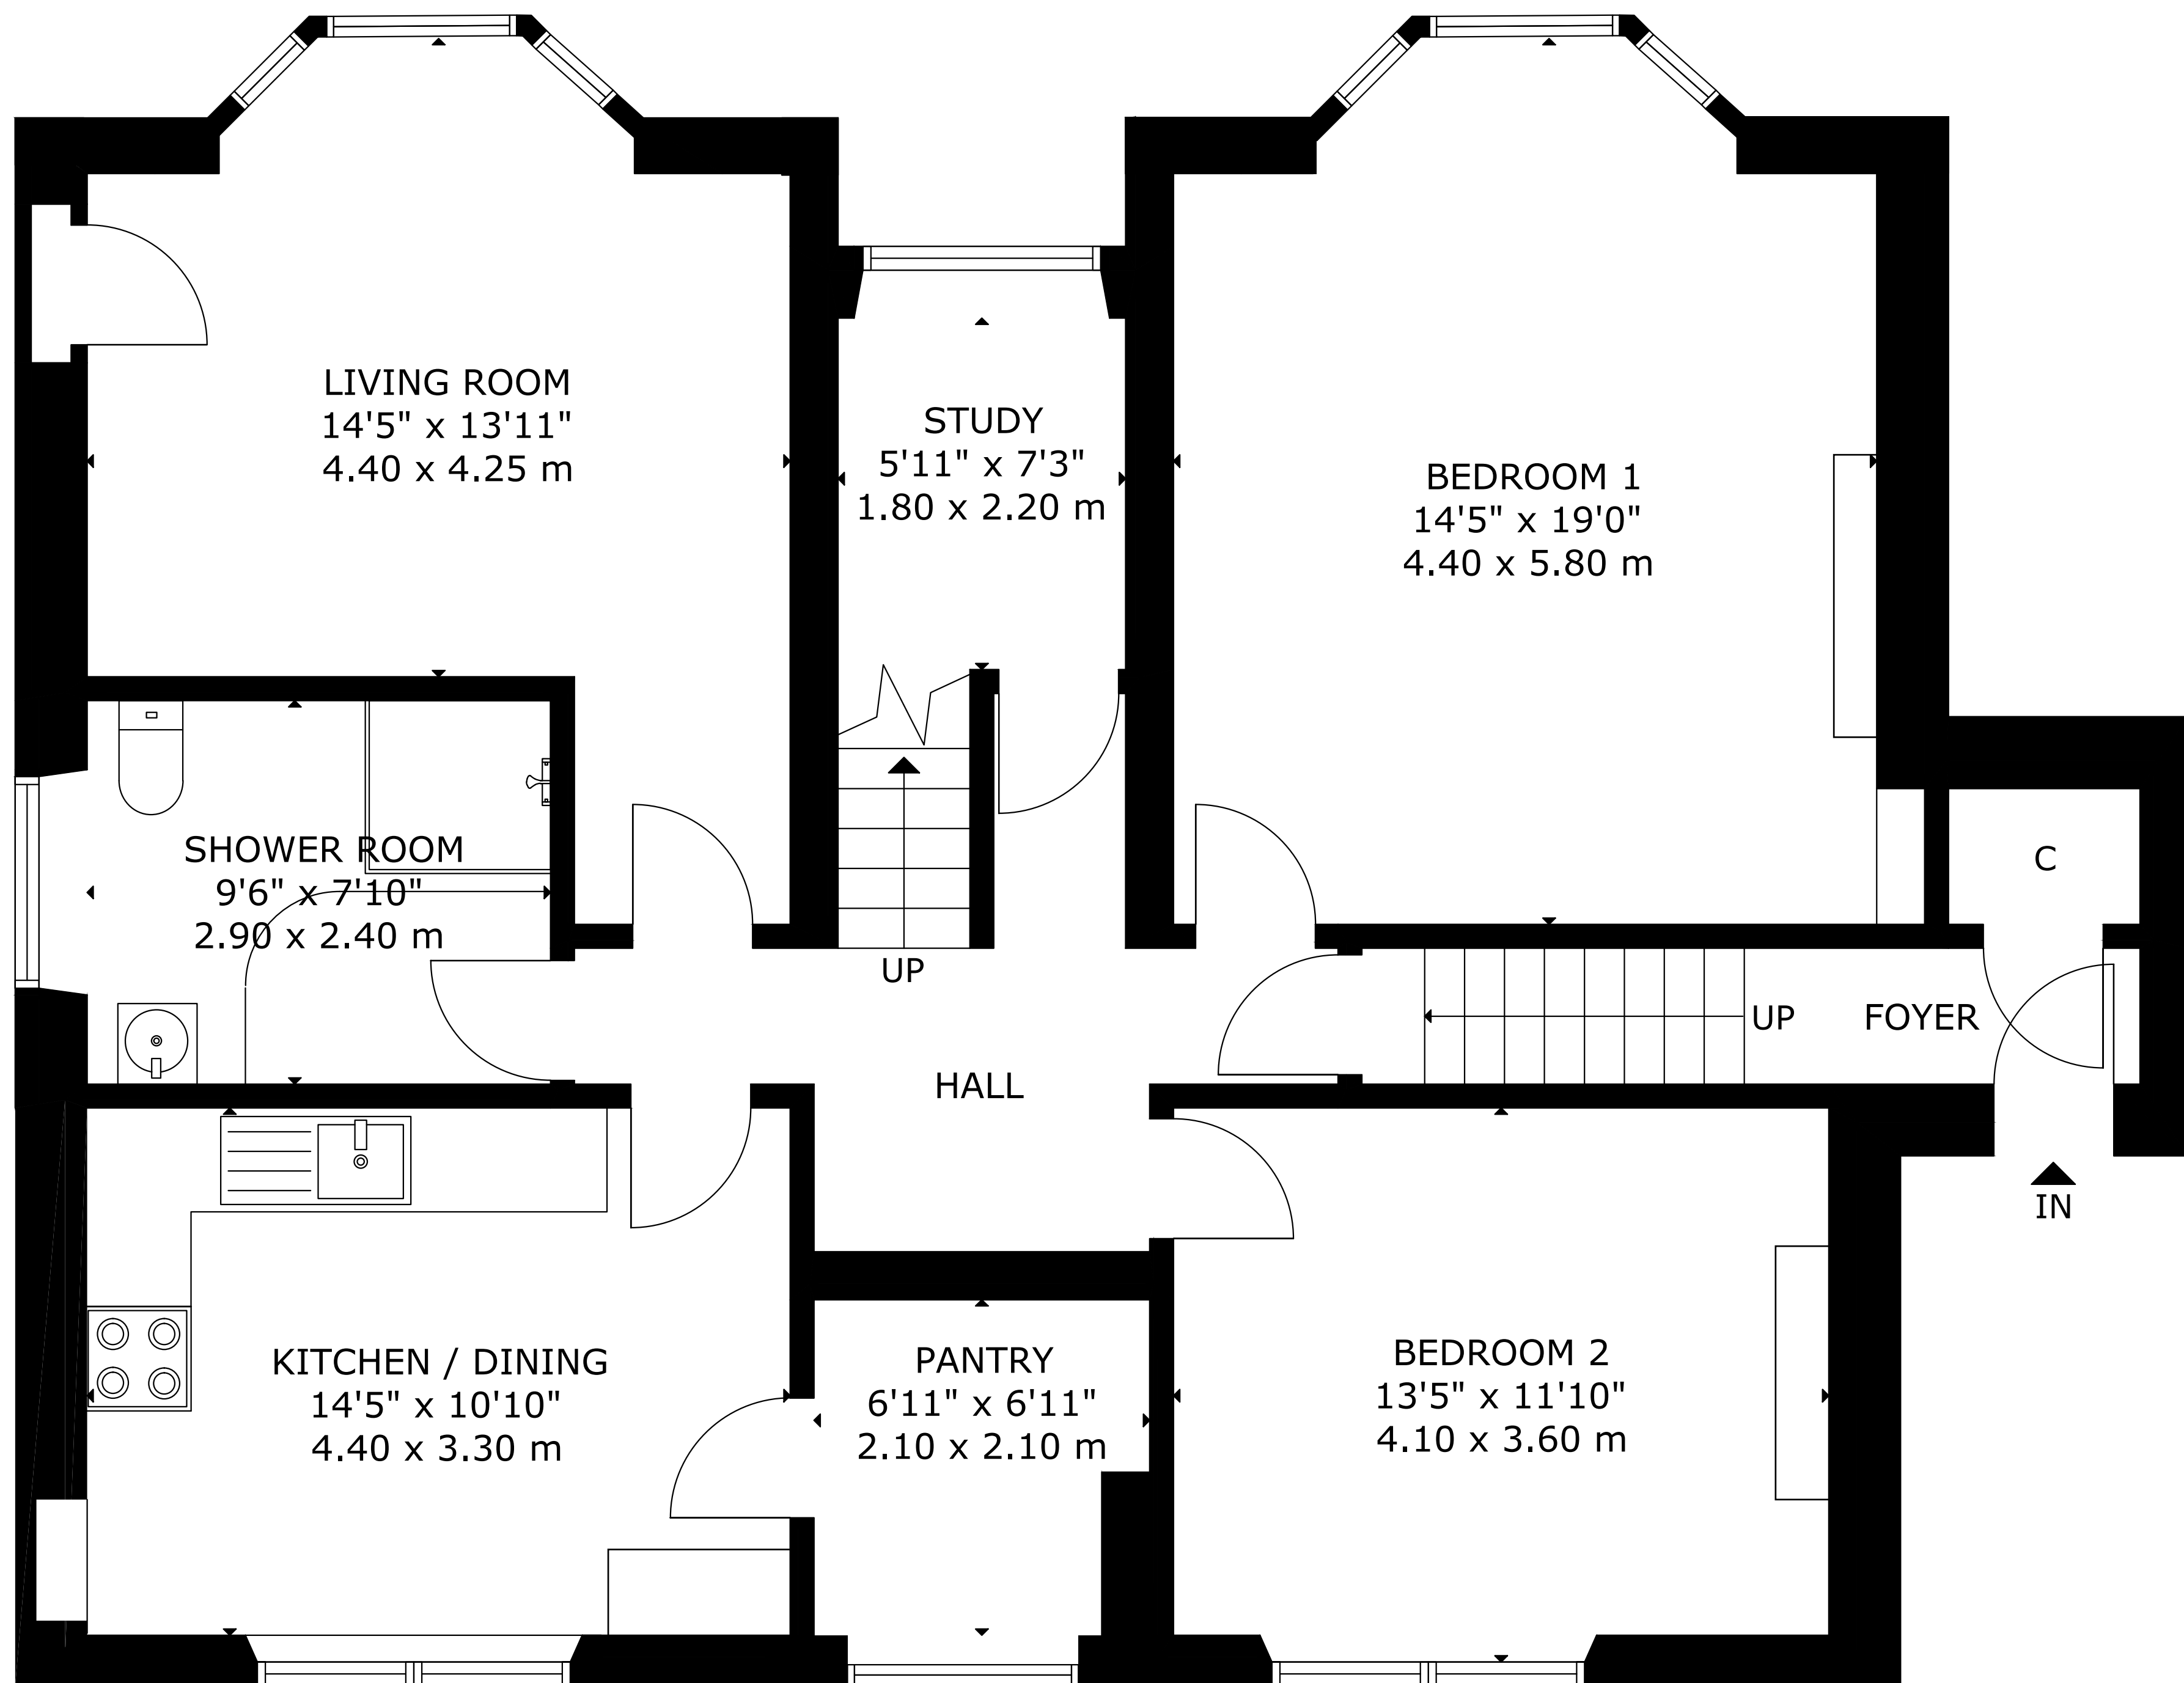 LIVING ROOM
14'5" x 13'11"
4.40 x 4.25 m
STUDY
5'11" x 7'3"
1.80 x 2.20 m
BEDROOM 1
14'5" x 19'0"
4.40 x 5.80 m
SHOWER ROOM
9'6" x 7'10"
2.90 x 2.40 m
C
UP
UP
FOYER
HALL
IN
KITCHEN / DINING
14'5" x 10'10"
4.40 x 3.30 m
PANTRY
6'11" x 6'11"
2.10 x 2.10 m
BEDROOM 2
13'5" x 11'10"
4.10 x 3.60 m